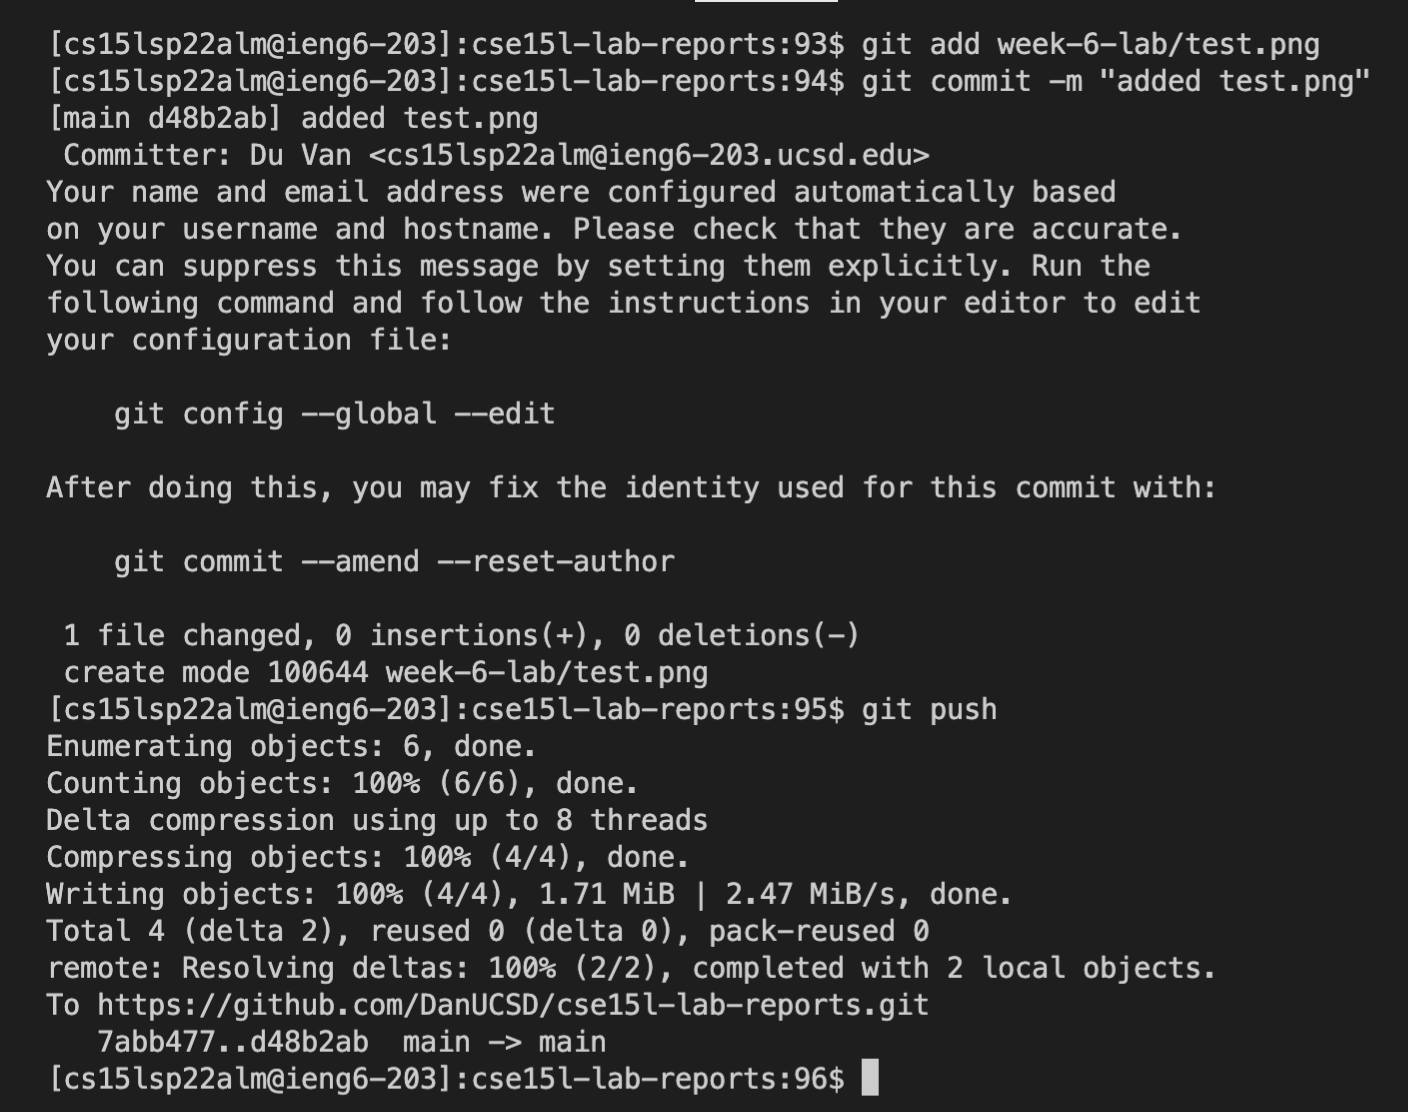 [cs15lsp22alm@ieng6-203]:cse15l-lab-reports:93$ git add week-6-lab/test.png
[cs15lsp22alm@ieng6-203]:cse15l-lab-reports:94$ git commit -m "added test.png"
[main d48b2ab] added test.png
 Committer: Du Van <cs15lsp22alm@ieng6-203.ucsd.edu>
Your name and email address were configured automatically based
on your username and hostname. Please check that they are accurate.
You can suppress this message by setting them explicitly. Run the
following command and follow the instructions in your editor to edit
your configuration file:

    git config --global --edit

After doing this, you may fix the identity used for this commit with:

    git commit --amend --reset-author

 1 file changed, 0 insertions(+), 0 deletions(-)
 create mode 100644 week-6-lab/test.png
[cs15lsp22alm@ieng6-203]:cse15l-lab-reports:95$ git push
Enumerating objects: 6, done.
Counting objects: 100% (6/6), done.
Delta compression using up to 8 threads
Compressing objects: 100% (4/4), done.
Writing objects: 100% (4/4), 1.71 MiB | 2.47 MiB/s, done.
Total 4 (delta 2), reused 0 (delta 0), pack-reused 0
remote: Resolving deltas: 100% (2/2), completed with 2 local objects.
To https://github.com/DanUCSD/cse15l-lab-reports.git
   7abb477..d48b2ab  main -> main
[cs15lsp22alm@ieng6-203]:cse15l-lab-reports:96$